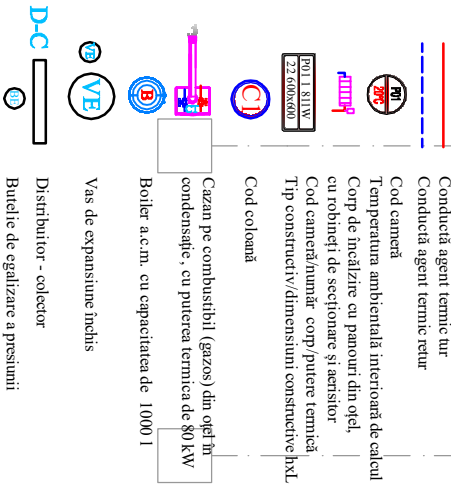 Conductă agent termic tur
Conductă agent termic retur
P01
20°C
Cod cameră
Temperatura ambientală interioară de calcul
Corp de încălzire cu panouri din oțel,
cu robineți de secționare și aerisitor
P01 1 811W
22 600x600
Cod cameră/număr corp/putere termică
Tip constructiv/dimensiuni constructive hxL
C1
Cod coloană
Cazan pe combustibil (gazos) din oțel în
condensație, cu puterea termica de 80 kW
B
Boiler a.c.m. cu capacitatea de 1000 l
VE
VE
Vas de expansiune închis
D-C
Distribuitor - colector
BE
Butelie de egalizare a presiunii